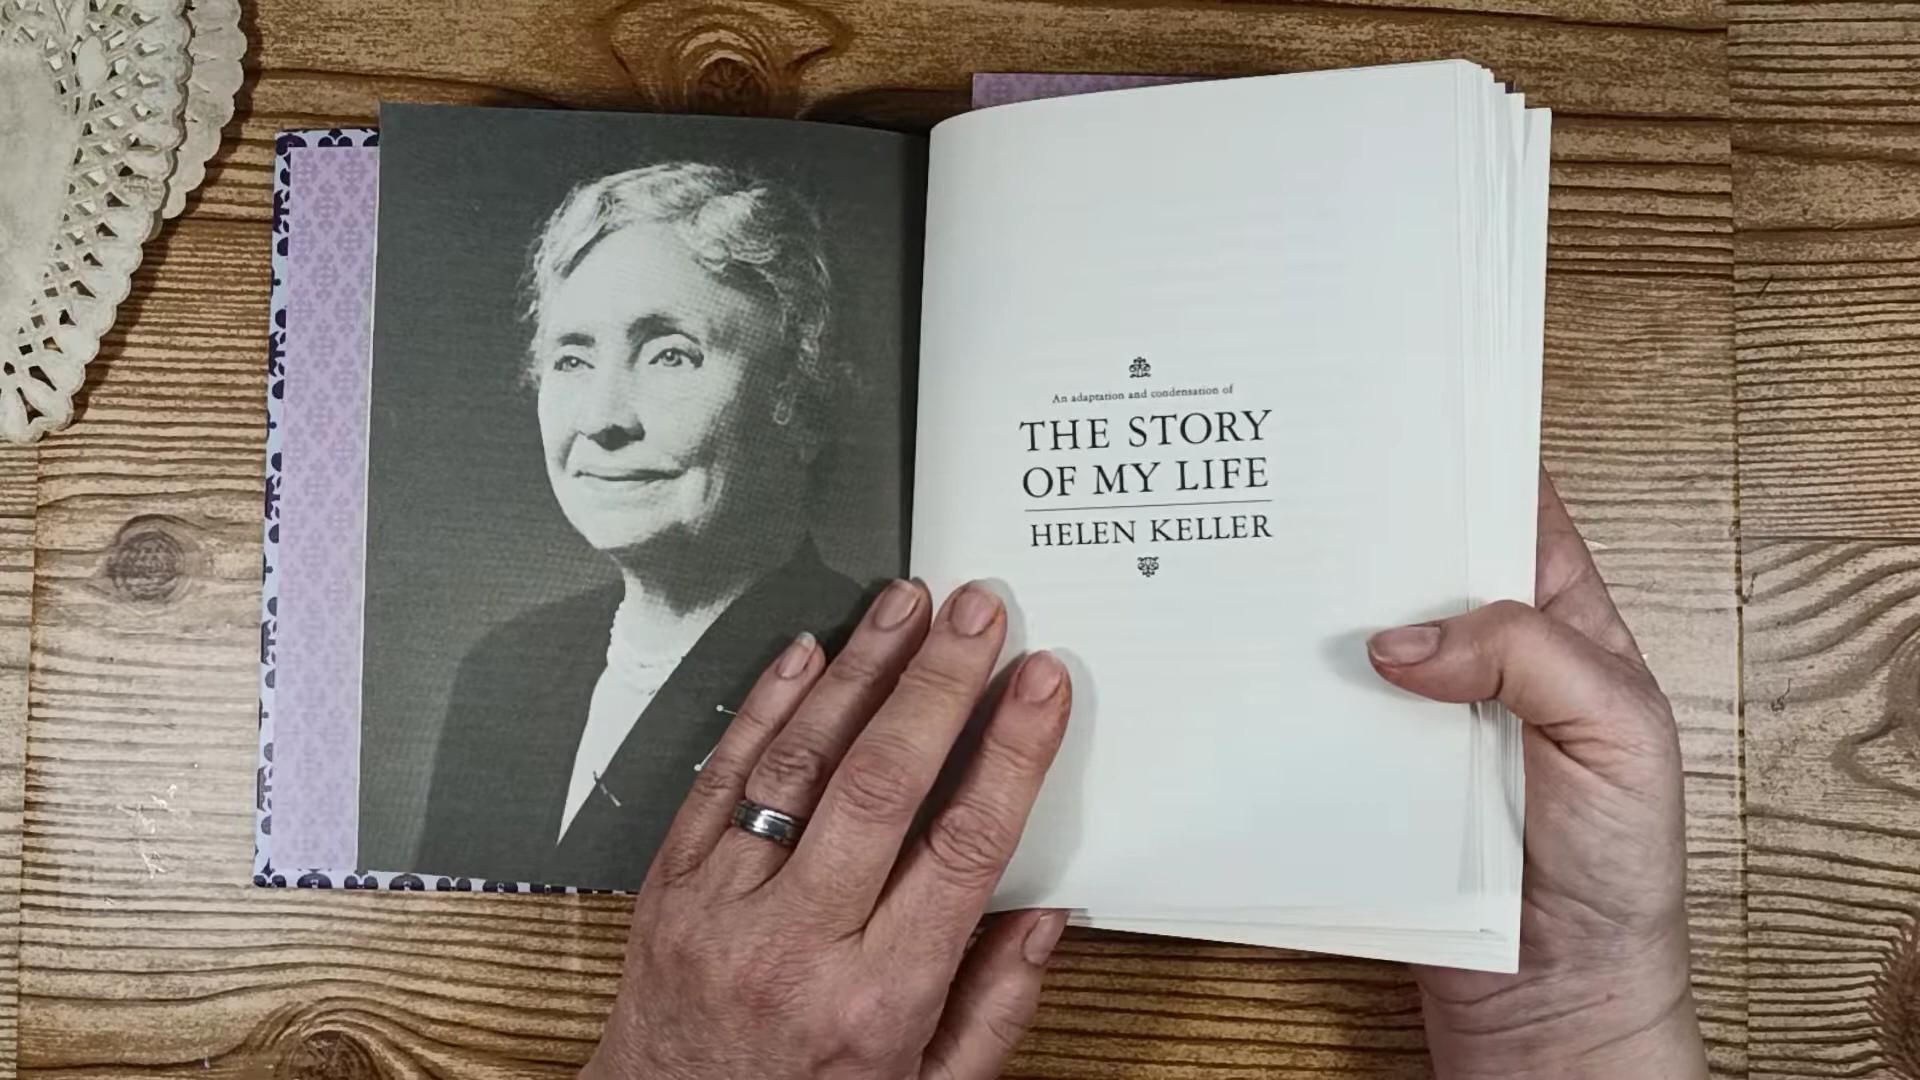 An adaptation and condensation of
THE STORY
OF MY LIFE
HELEN KELLER